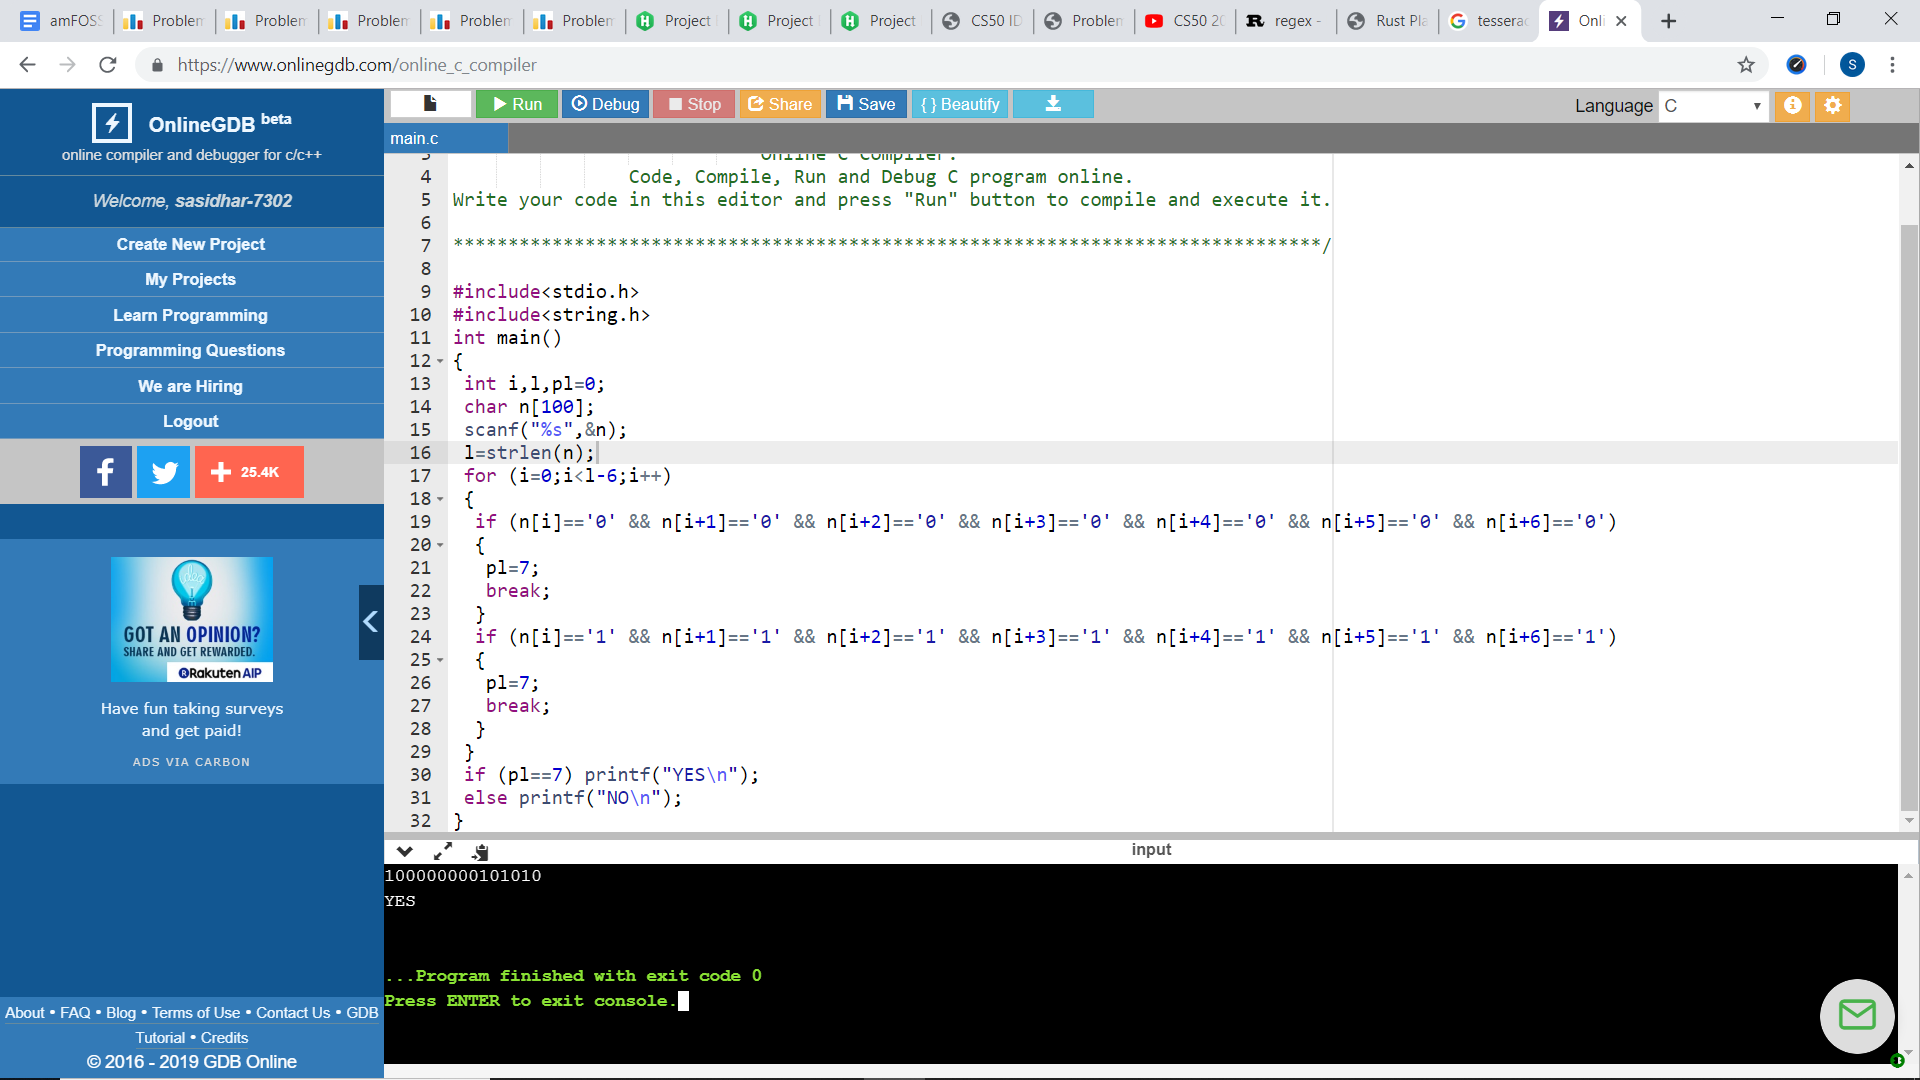 amFOSS
Problem
Problem
Problem
Problem
Problem
Project
Project
Project
CS50 ID
Problem
CS50 20
regex -
Rust Pla
tesserac
Onli
https://www.onlinegdb.com/online_c_compiler
S
OnlineGDB beta
online compiler and debugger for c/c++
Welcome, sasidhar-7302
Create New Project
My Projects
Learn Programming
Programming Questions
We are Hiring
Logout
f
+ 25.4K
GOT AN OPINION?
SHARE AND GET REWARDED.
Rakuten AIP
Have fun taking surveys
and get paid!
ADS VIA CARBON
About • FAQ • Blog • Terms of Use • Contact Us • GDB
Tutorial • Credits
© 2016 - 2019 GDB Online
Run
Debug
Stop
Share
Save
{ } Beautify
Language C
main.c
3 Online C Compiler.
4 Code, Compile, Run and Debug C program online.
5 Write your code in this editor and press "Run" button to compile and execute it.
6
7 *******************************************************************************/
8
9 #include<stdio.h>
10 #include<string.h>
11 int main()
12 {
13 int i,l,pl=0;
14 char n[100];
15 scanf("%s",&n);
16 l=strlen(n);
17 for (i=0;i<l-6;i++)
18 {
19 if (n[i]=='0' && n[i+1]=='0' && n[i+2]=='0' && n[i+3]=='0' && n[i+4]=='0' && n[i+5]=='0' && n[i+6]=='0')
20 {
21 pl=7;
22 break;
23 }
24 if (n[i]=='1' && n[i+1]=='1' && n[i+2]=='1' && n[i+3]=='1' && n[i+4]=='1' && n[i+5]=='1' && n[i+6]=='1')
25 {
26 pl=7;
27 break;
28 }
29 }
30 if (pl==7) printf("YES\n");
31 else printf("NO\n");
32 }
input
100000000101010
YES
...Program finished with exit code 0
Press ENTER to exit console.